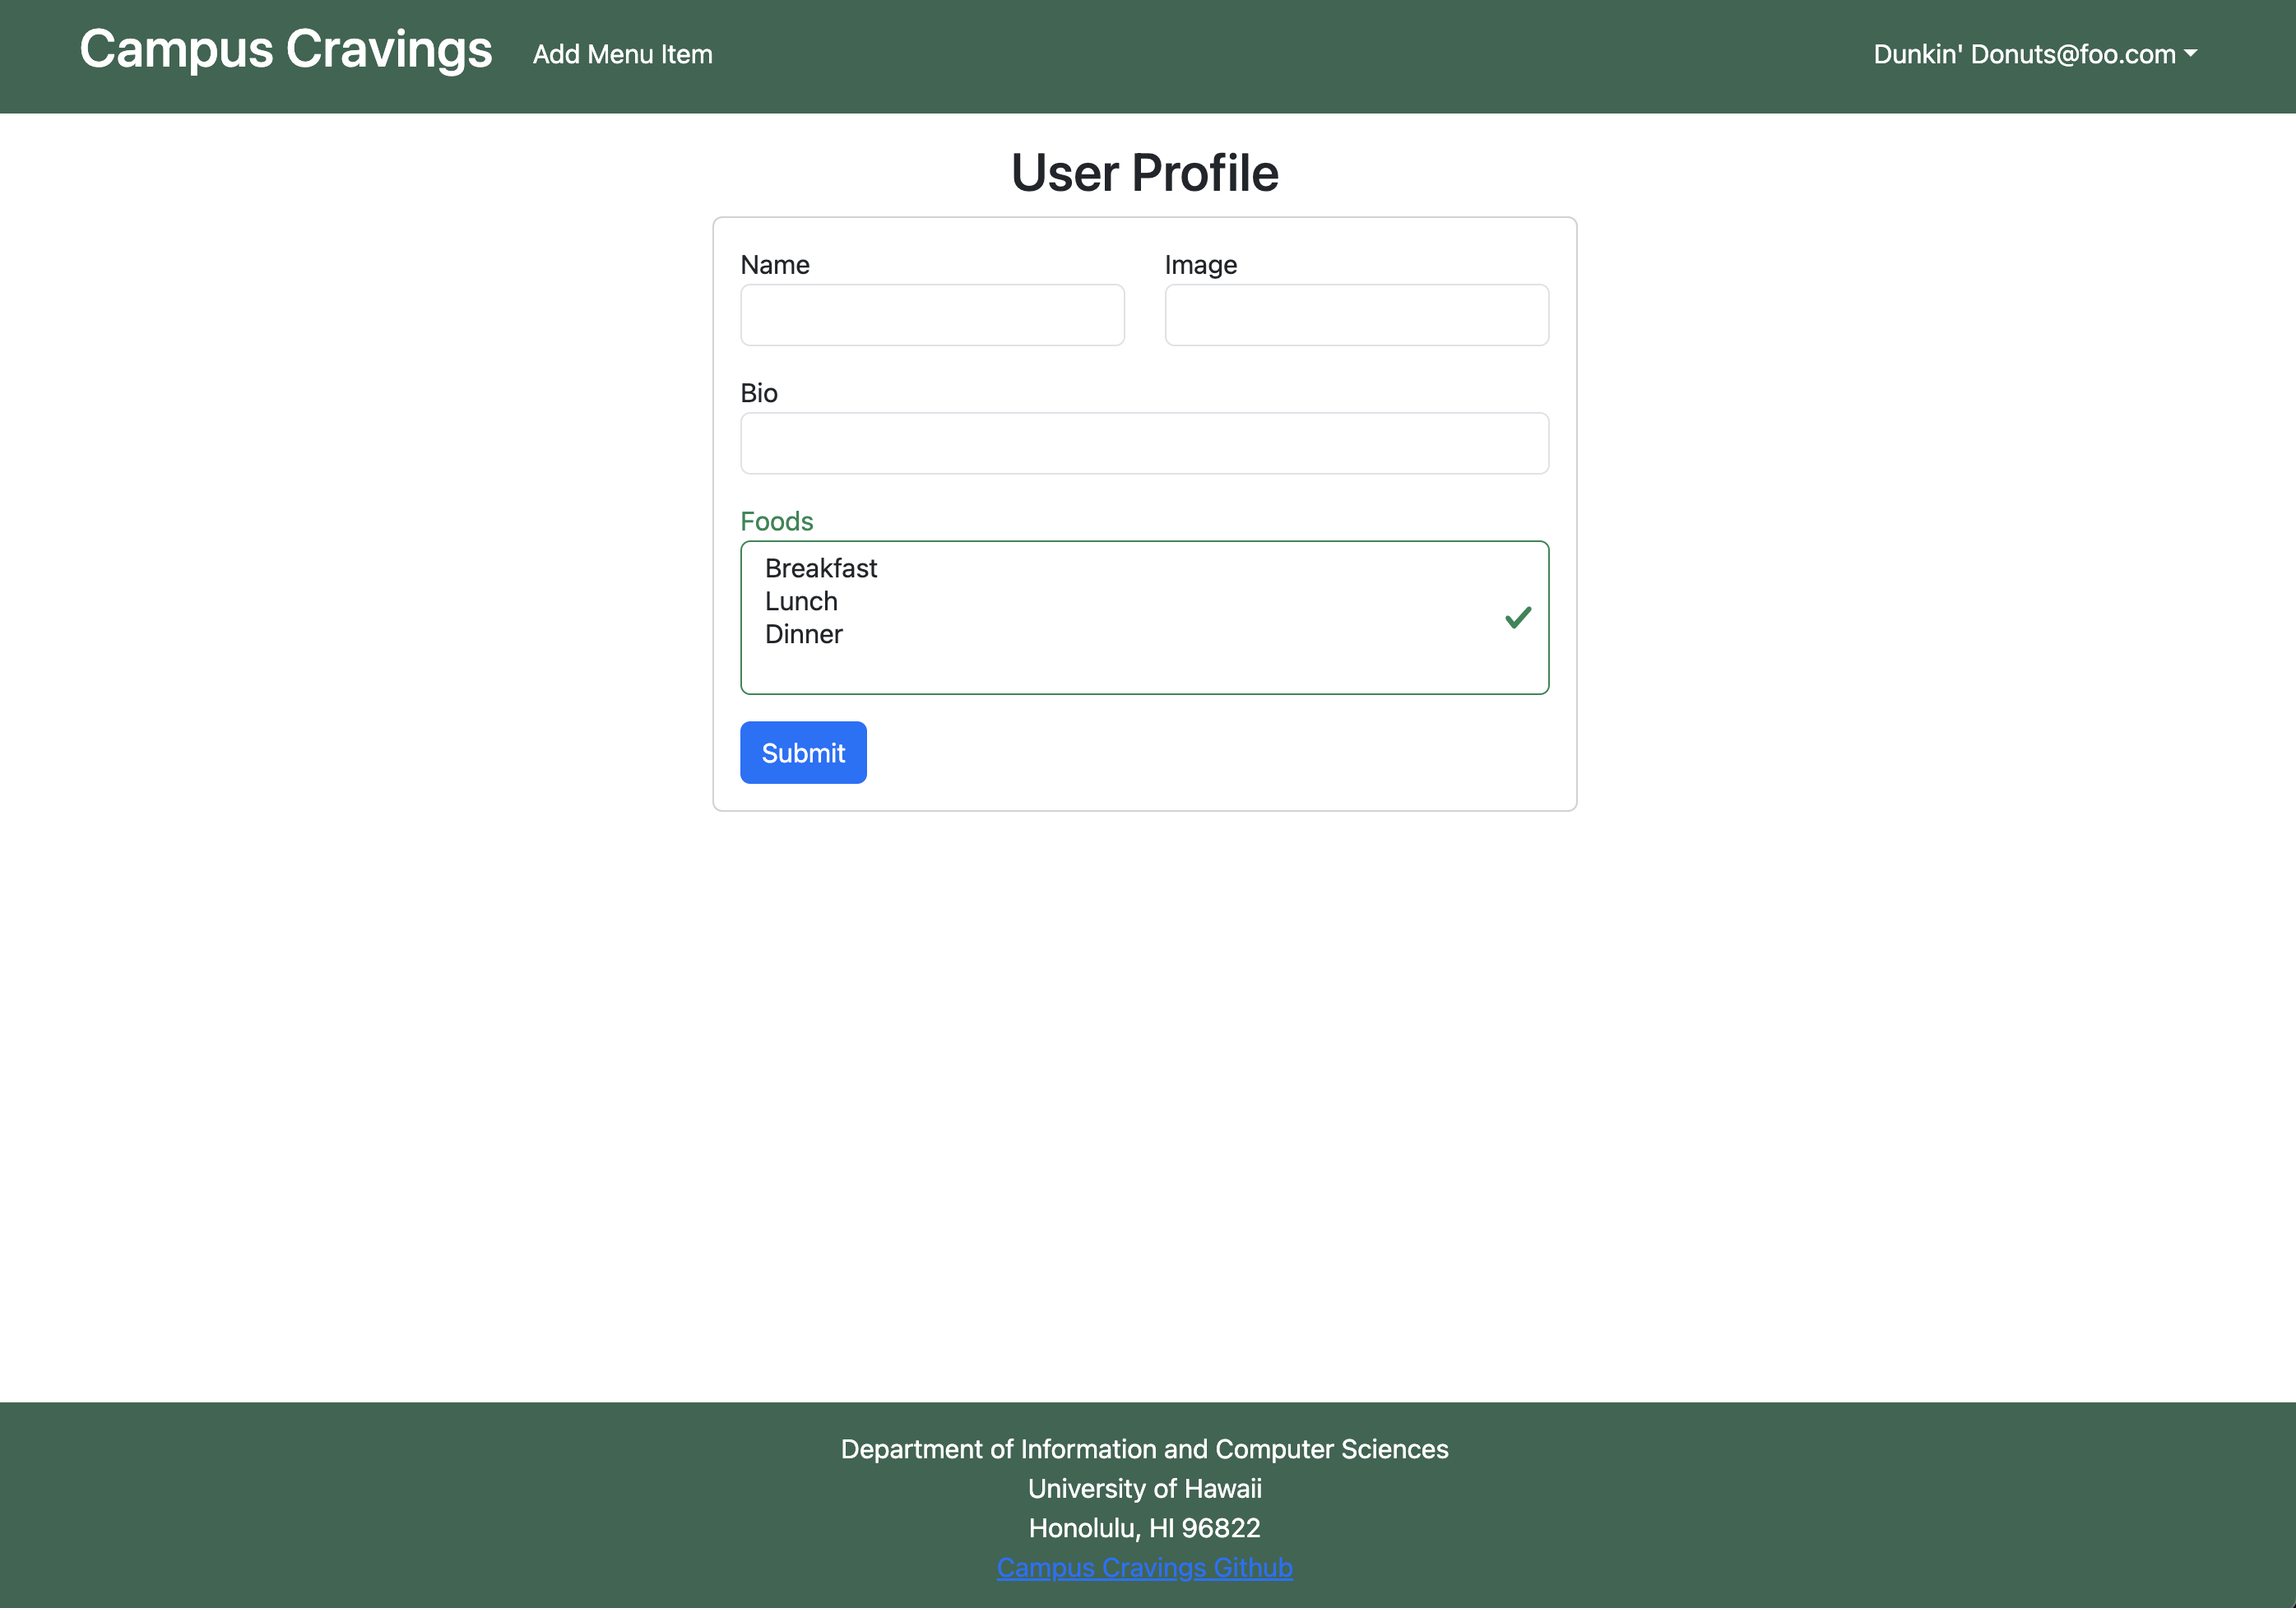 Campus Cravings
Add Menu Item
Dunkin' Donuts@foo.com
User Profile
Name
Image
Bio
Foods
Breakfast
Lunch
Dinner
Submit
Department of Information and Computer Sciences
University of Hawaii
Honolulu, HI 96822
Campus Cravings Github